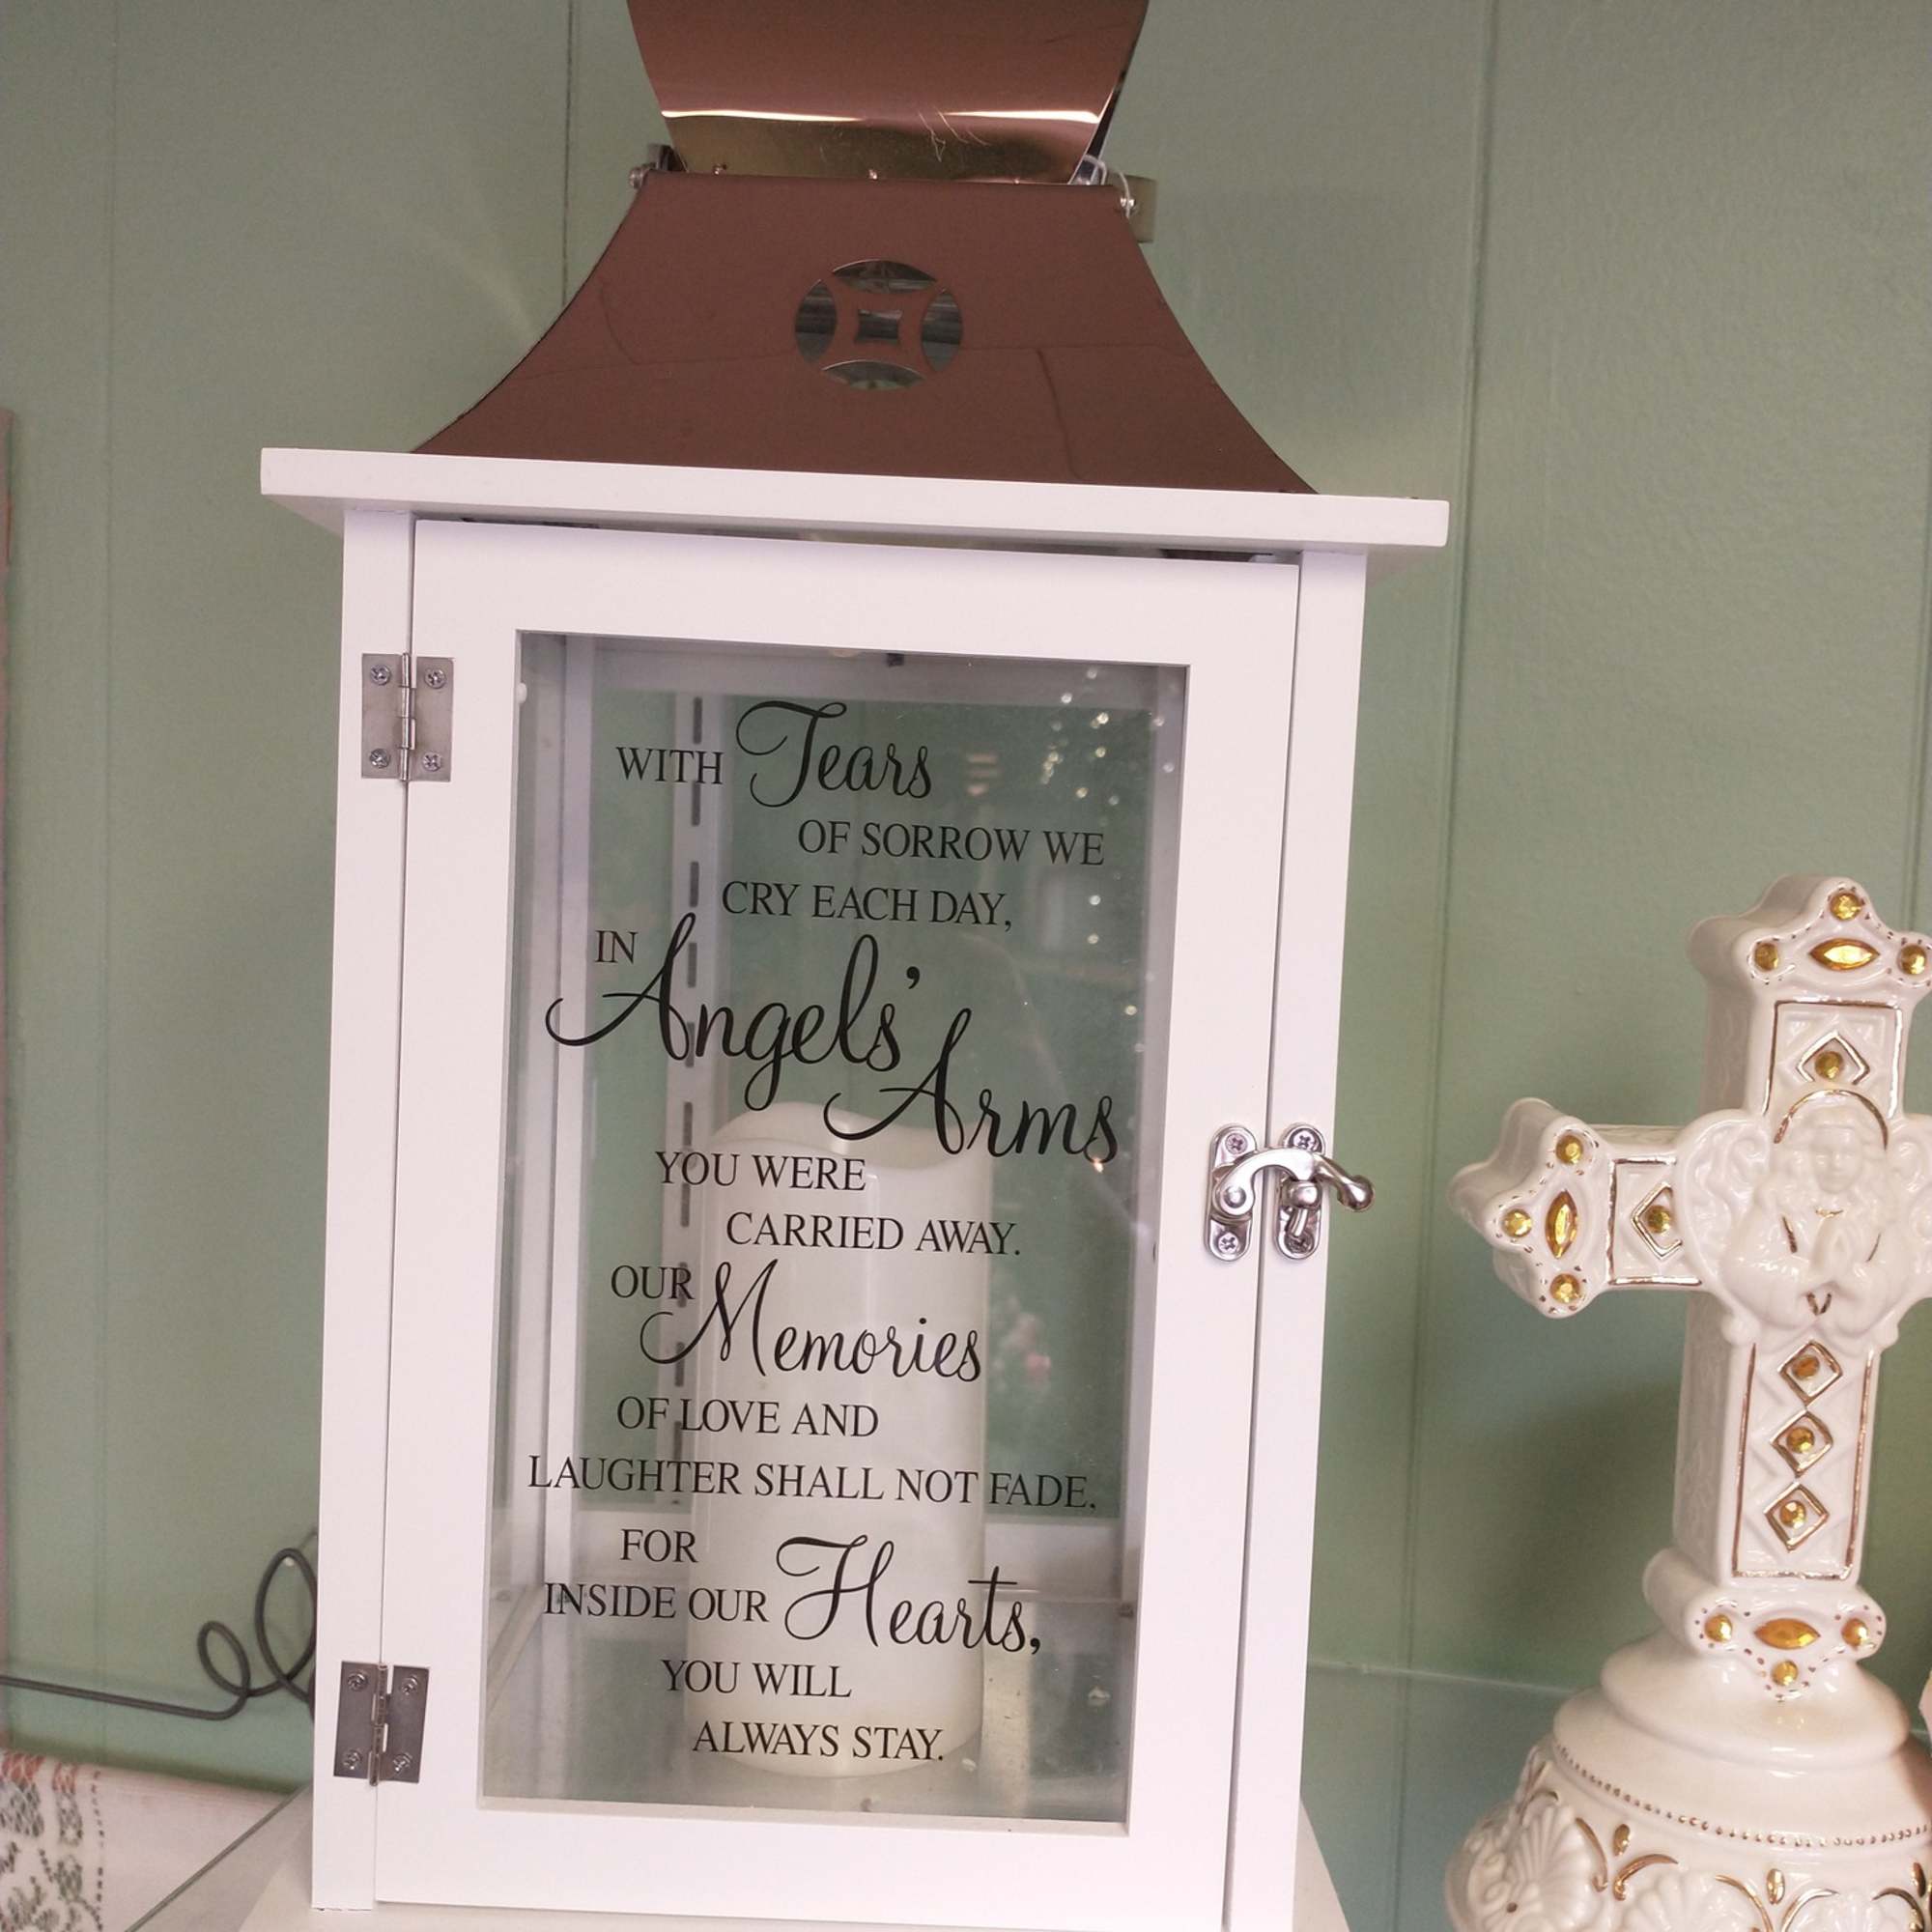 WITH Tears
OF SORROW WE
CRY EACH DAY,
IN Angels'
Arms
YOU WERE
CARRIED AWAY.
OUR Memories
OF LOVE AND
LAUGHTER SHALL NOT FADE.
FOR
INSIDE OUR Hearts,
YOU WILL
ALWAYS STAY.